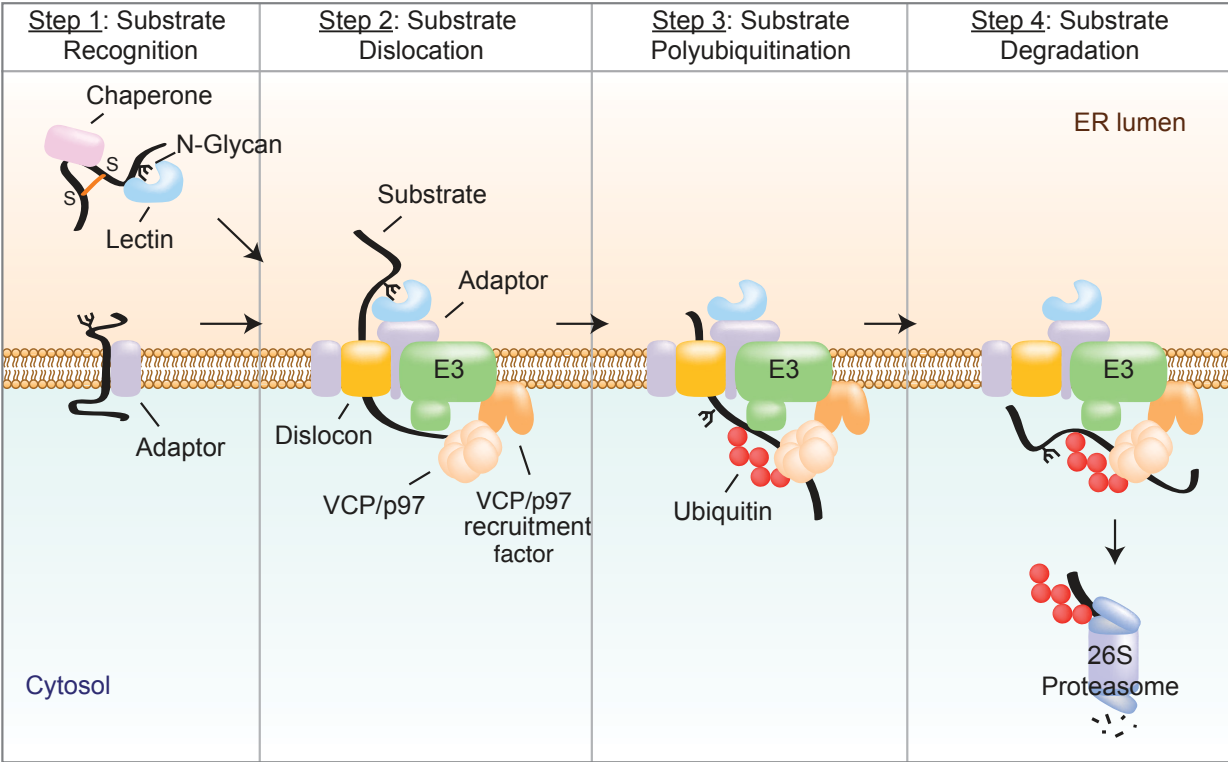 Step 1: Substrate
Recognition
Step 2: Substrate
Dislocation
Step 3: Substrate
Polyubiquitination
Step 4: Substrate
Degradation
Chaperone
N-Glycan
S
S
Lectin
Adaptor
Substrate
Adaptor
E3
Dislocon
VCP/p97
VCP/p97
recruitment
factor
E3
Ubiquitin
ER lumen
E3
26S
Proteasome
Cytosol